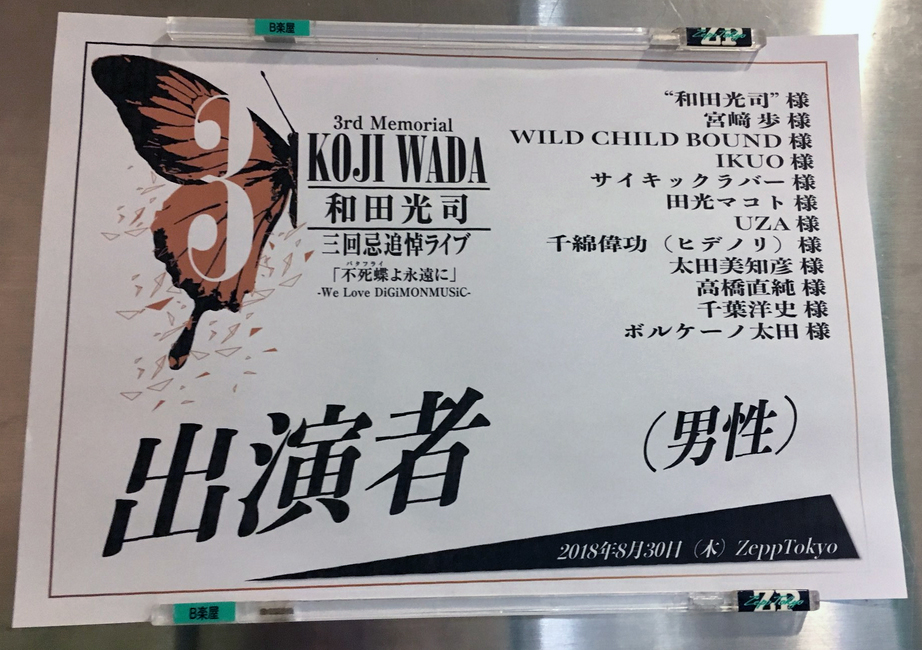 B楽屋
ZD
Zepp Tokyo
3
3rd Memorial
KOJI WADA
和田光司
三回忌追悼ライブ
バタフライ
「不死蝶よ永遠に」
-We Love DiGiMONMUSiC-
“和田光司” 様
宮﨑 歩 様
WILD CHILD BOUND 様
IKUO 様
サイキックラバー 様
田光マコト 様
UZA 様
千綿偉功（ヒデノリ）様
太田美知彦 様
高橋直純 様
千葉洋史 様
ボルケーノ太田 様
出演者
（男性）
2018年8月30日（木）ZeppTokyo
B楽屋
ZD
Zepp Tokyo